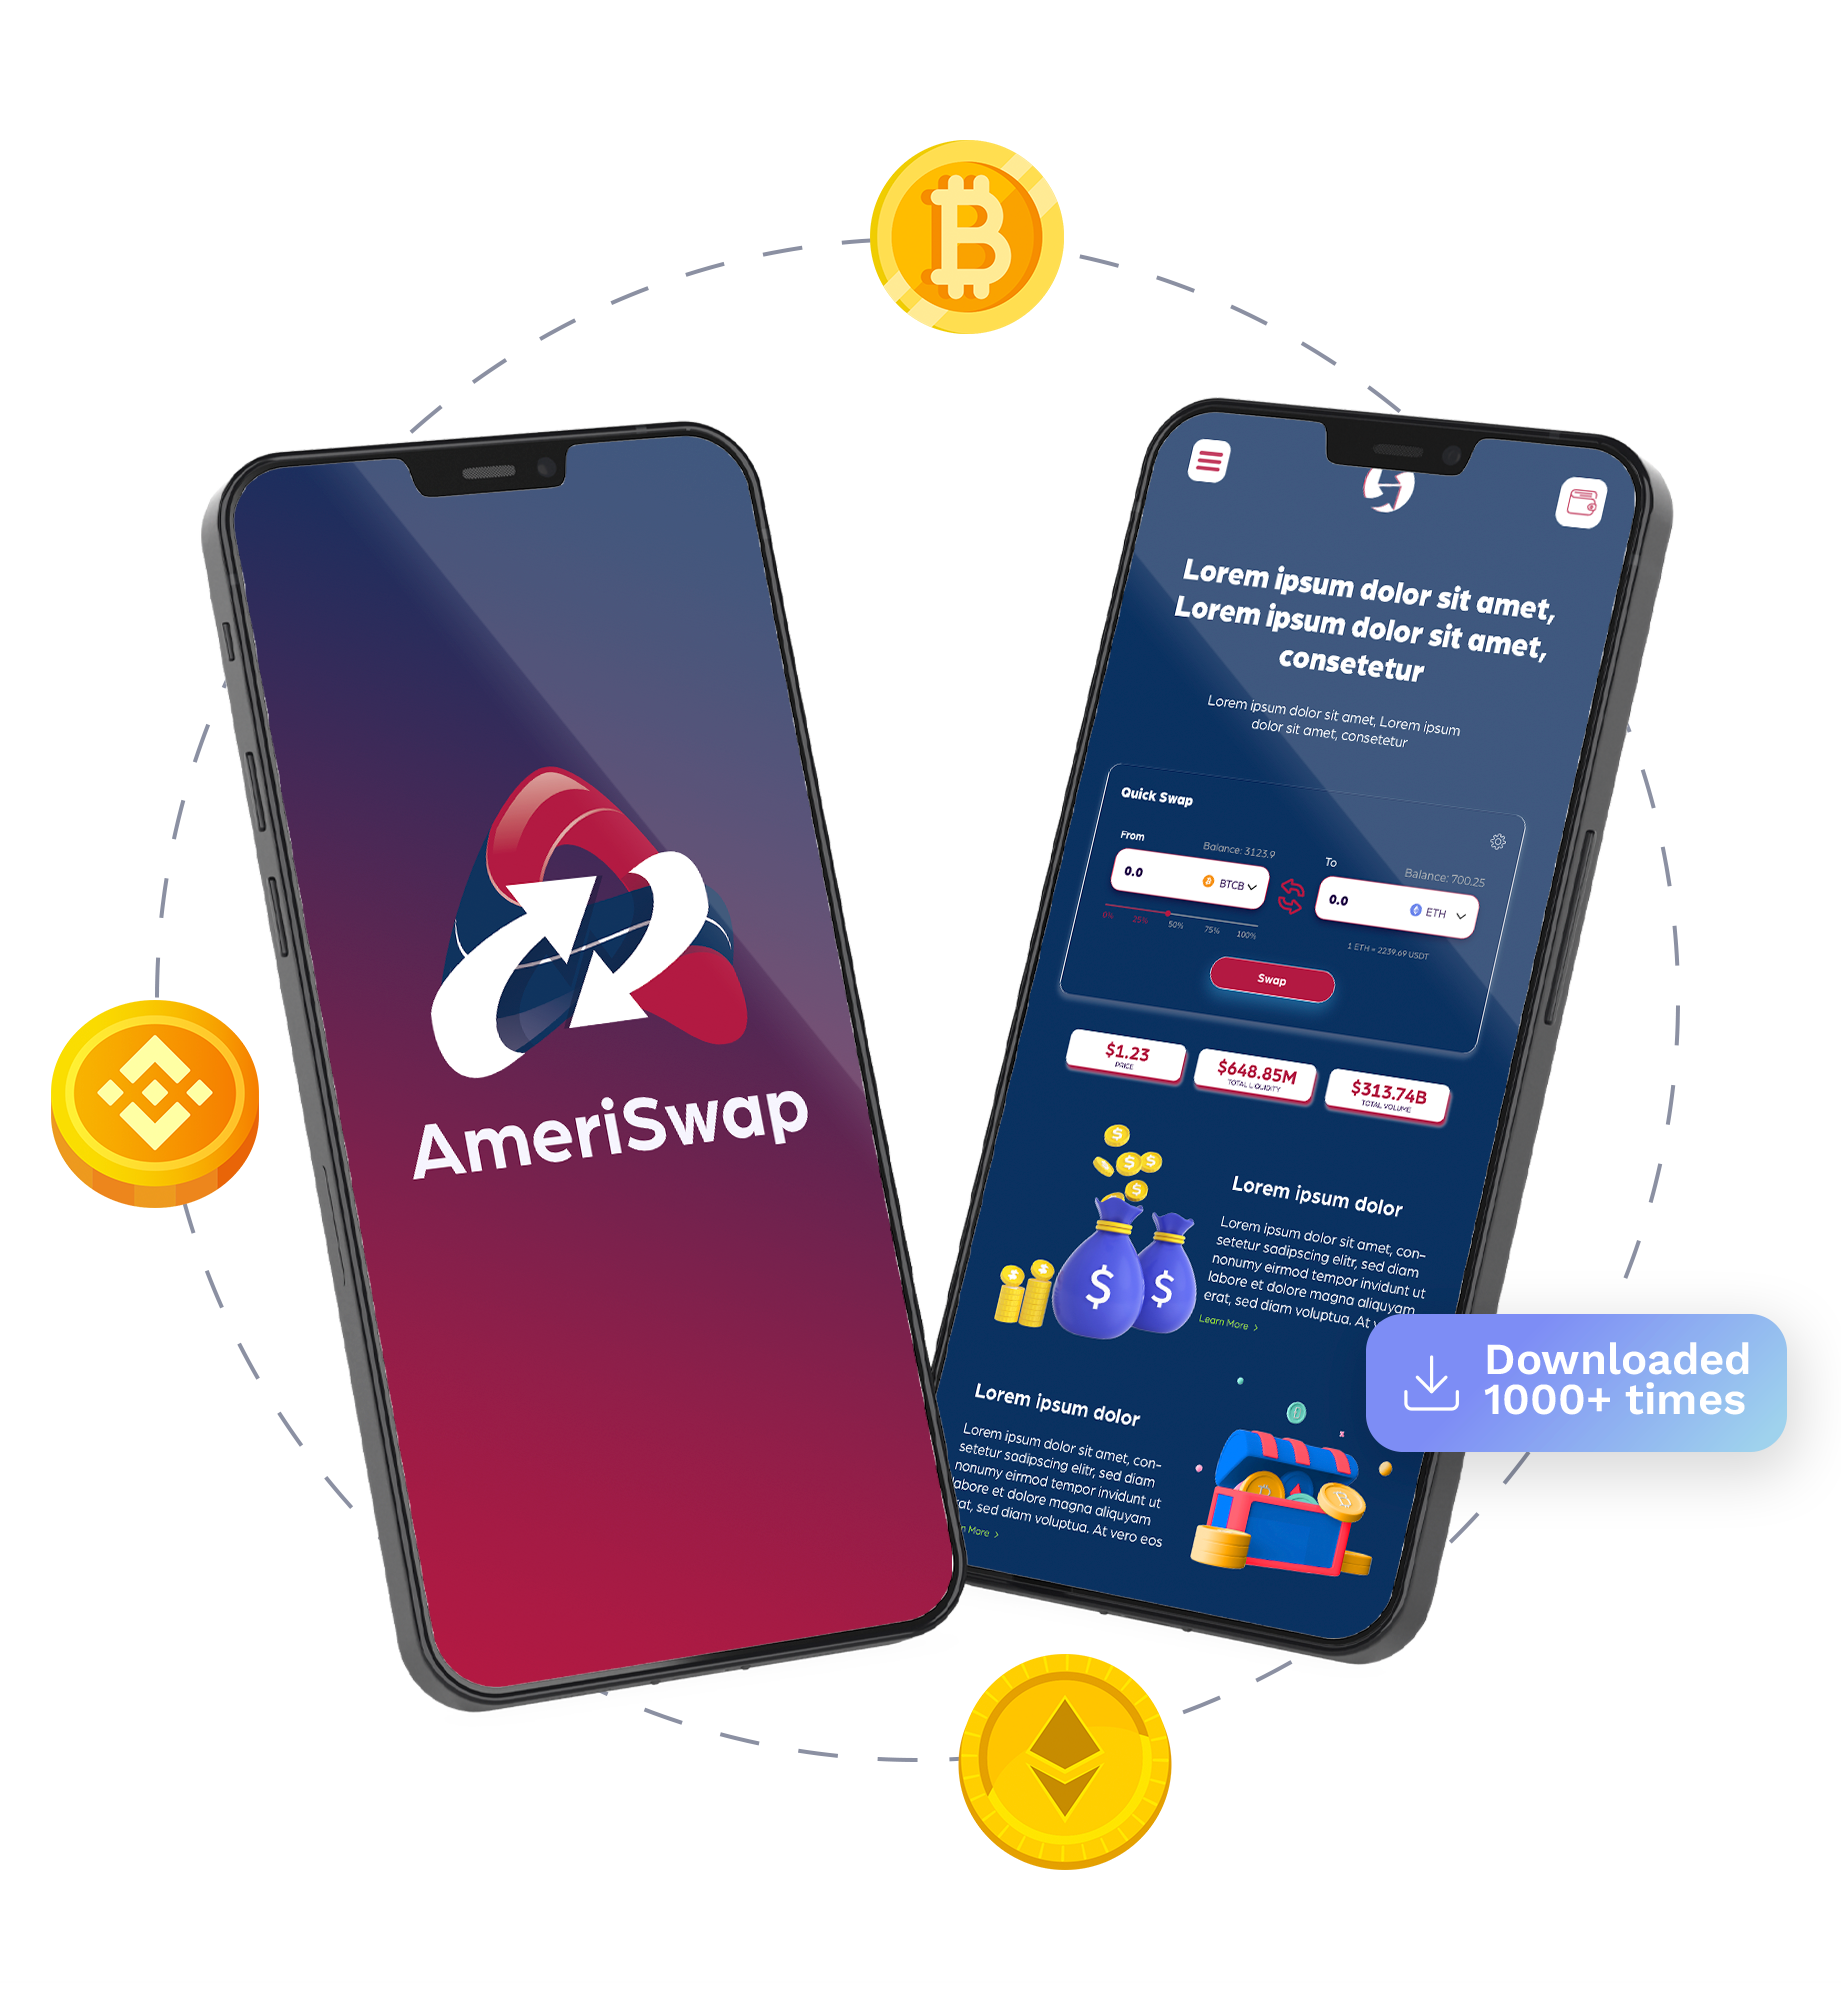 AmeriSwap
Lorem ipsum dolor sit amet,
Lorem ipsum dolor sit amet,
consetetur
Lorem ipsum dolor sit amet, Lorem ipsum
dolor sit amet, consetetur
Quick Swap
From
Balance: 3123.9
0.0
BTCB
0% 25% 50% 75% 100%
To
Balance: 700.25
0.0
ETH
1 ETH = 2239.69 USDT
Swap
$1.23
PRICE
$648.85M
TOTAL LIQUIDITY
$313.74B
TOTAL VOLUME
Lorem ipsum dolor
Lorem ipsum dolor sit amet, con-
setetur sadipscing elitr, sed diam
nonumy eirmod tempor invidunt ut
labore et dolore magna aliquyam
erat, sed diam voluptua. At
Learn More >
Downloaded
1000+ times
Lorem ipsum dolor
Lorem ipsum dolor sit amet, con-
setetur sadipscing elitr, sed diam
nonumy eirmod tempor invidunt ut
labore et dolore magna aliquyam
sed diam voluptua. At vero eos
More >